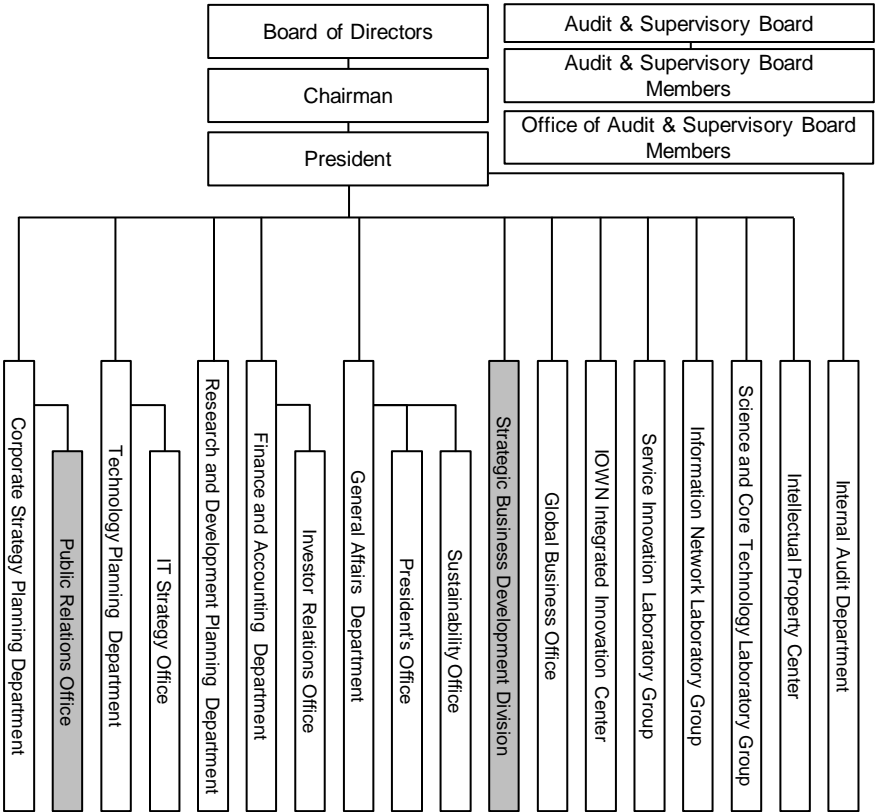 Board of Directors
Audit & Supervisory Board
Audit & Supervisory Board
Members
Chairman
Office of Audit & Supervisory Board
Members
President
Corporate Strategy Planning Department
Public Relations Office
Technology Planning Department
IT Strategy Office
Research and Development Planning Department
Finance and Accounting Department
Investor Relations Office
General Affairs Department
President's Office
Sustainability Office
Strategic Business Development Division
Global Business Office
IOWN Integrated Innovation Center
Service Innovation Laboratory Group
Information Network Laboratory Group
Science and Core Technology Laboratory Group
Intellectual Property Center
Internal Audit Department